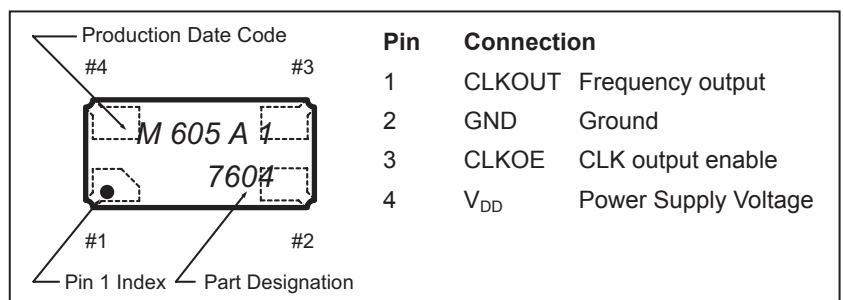 Production Date Code
#4 #3
M 605 A 1
7604
#1 #2
Pin 1 Index Part Designation
Pin Connection
1 CLKOUT Frequency output
2 GND Ground
3 CLKOE CLK output enable
4 VDD Power Supply Voltage